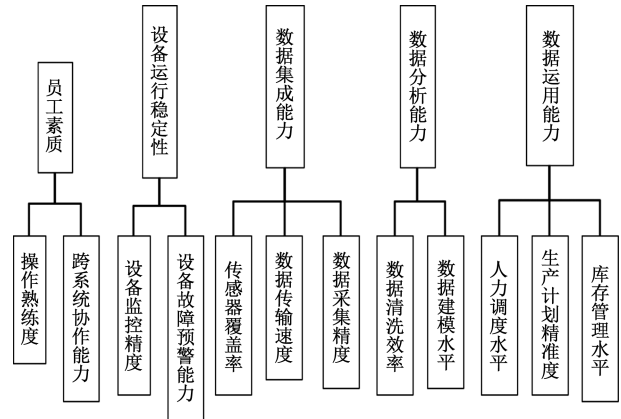 员工素质
设备运行稳定性
数据集成能力
数据分析能力
数据运用能力
操作熟练度
跨系统协作能力
设备监控精度
设备故障预警能力
传感器覆盖率
数据传输速度
数据采集精度
数据清洗效率
数据建模水平
人力调度水平
生产计划精准度
库存管理水平